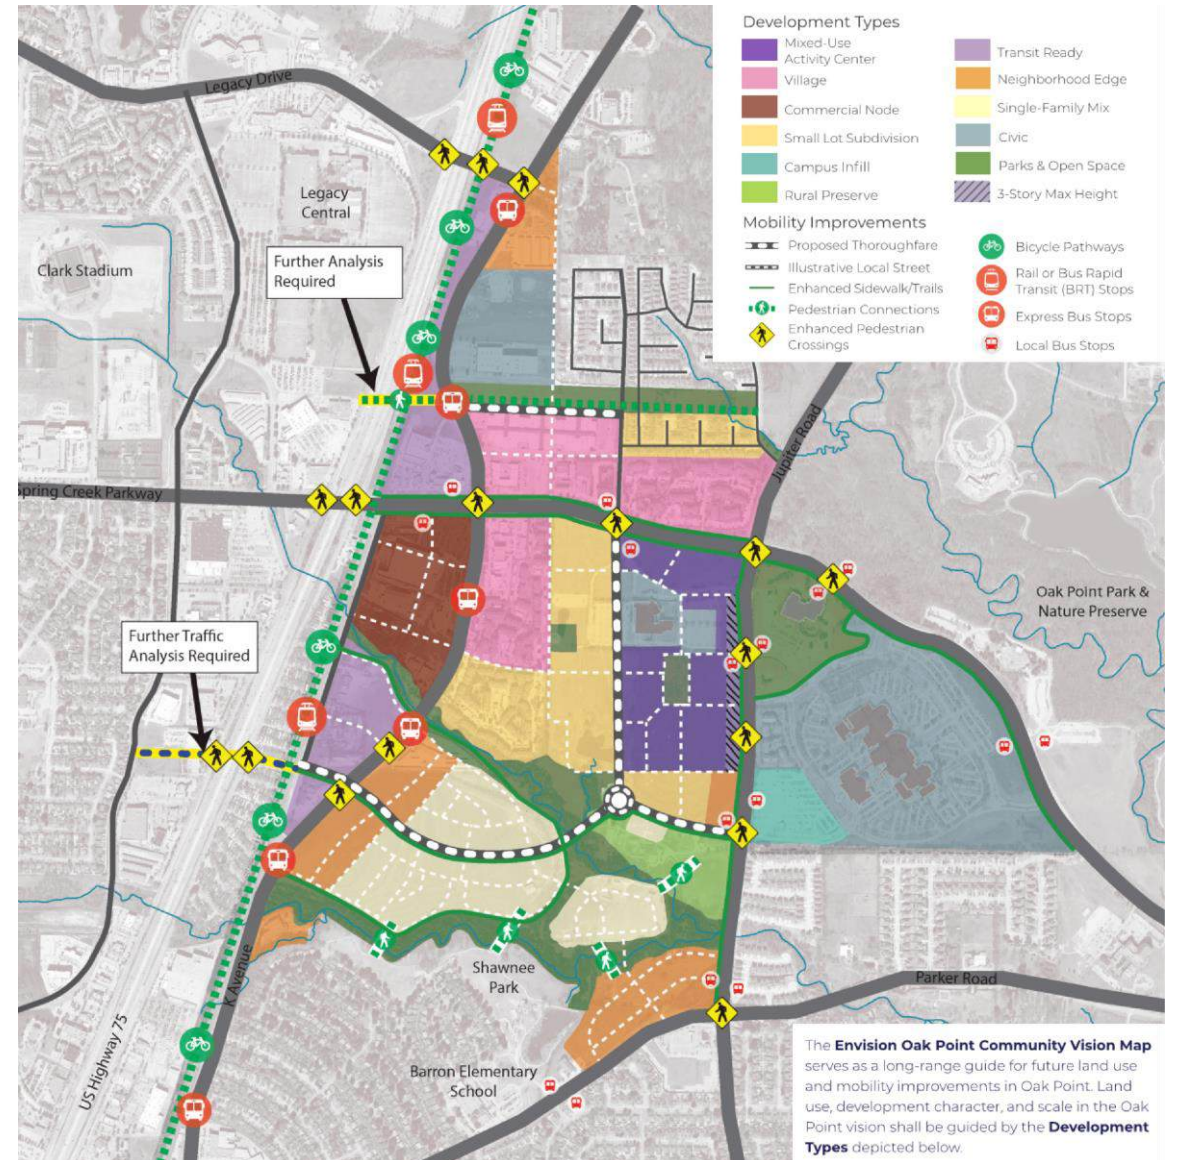 Development Types
Mixed-Use
Activity Center
Village
Commercial Node
Small Lot Subdivision
Campus Infill
Rural Preserve
Transit Ready
Neighborhood Edge
Single-Family Mix
Civic
Parks & Open Space
3-Story Max Height
Mobility Improvements
Proposed Thoroughfare
Illustrative Local Street
Enhanced Sidewalk/Trails
Pedestrian Connections
Enhanced Pedestrian
Crossings
Bicycle Pathways
Rail or Bus Rapid
Transit (BRT) Stops
Express Bus Stops
Local Bus Stops
Legacy Drive
Legacy
Central
Clark Stadium
Further Analysis
Required
Jupiter Road
Spring Creek Parkway
Oak Point Park &
Nature Preserve
Further Traffic
Analysis Required
Shawnee
Park
K Avenue
Parker Road
US Highway 75
Barron Elementary
School
The Envision Oak Point Community Vision Map
serves as a long-range guide for future land use
and mobility improvements in Oak Point. Land
use, development character, and scale in the Oak
Point vision shall be guided by the Development
Types depicted below.